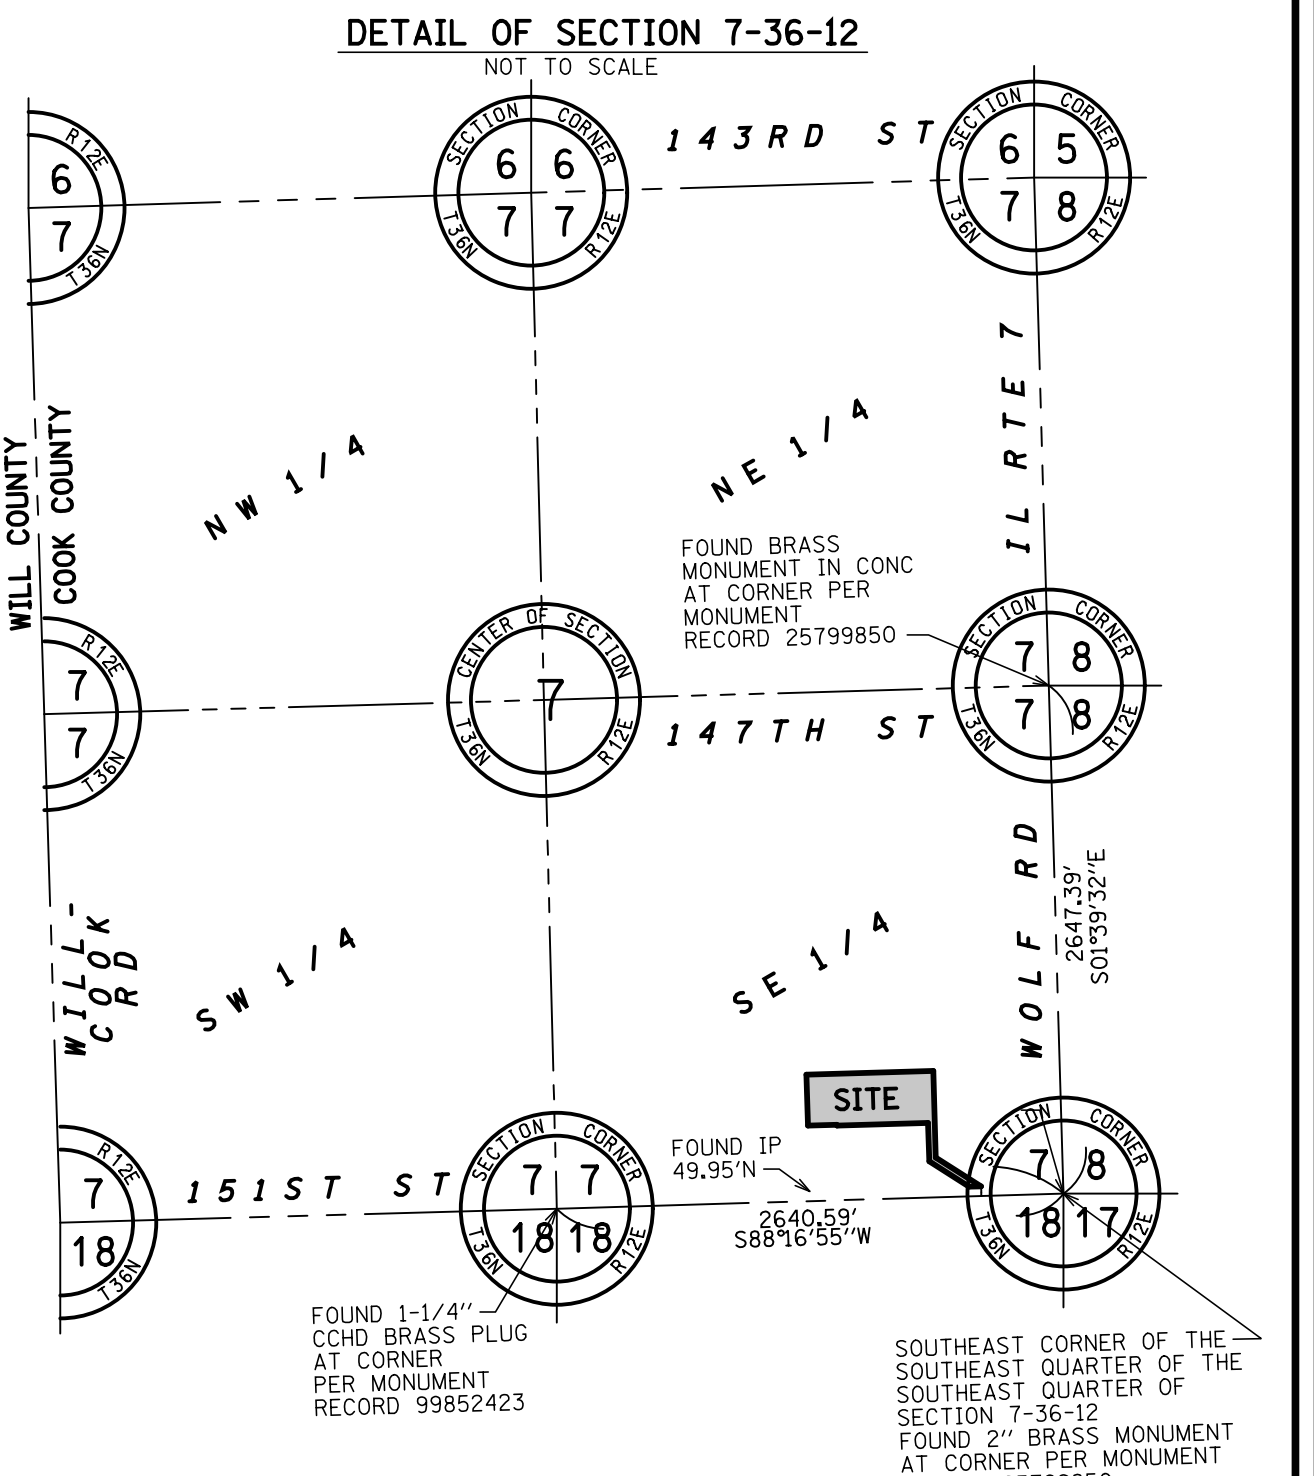 DETAIL OF SECTION 7-36-12
NOT TO SCALE
R12E
6
7
T36N
SECTION CORNER
6 6
7 7
T36N R12E
143RD ST
SECTION CORNER
6 5
7 8
T36N R12E
WILL COUNTY
COOK COUNTY
NW 1/4
NE 1/4
IL RTE 7
FOUND BRASS
MONUMENT IN CONC
AT CORNER PER
MONUMENT
RECORD 25799850
R12E
7
7
T36N
CENTER OF SECTION
7
T36N R12E
147TH ST
SECTION CORNER
7 8
7 8
T36N R12E
WILL-
COOK
RD
SW 1/4
SE 1/4
WOLF RD
2647.39'
S01°39'32"E
SITE
R12E
7
18
T36N
151ST ST
SECTION CORNER
7 7
18 18
T36N R12E
FOUND IP
49.95'N
2640.59'
S88°16'55"W
SECTION CORNER
7 8
18 17
T36N R12E
FOUND 1-1/4"
CCHD BRASS PLUG
AT CORNER
PER MONUMENT
RECORD 99852423
SOUTHEAST CORNER OF THE
SOUTHEAST QUARTER OF THE
SOUTHEAST QUARTER OF
SECTION 7-36-12
FOUND 2" BRASS MONUMENT
AT CORNER PER MONUMENT